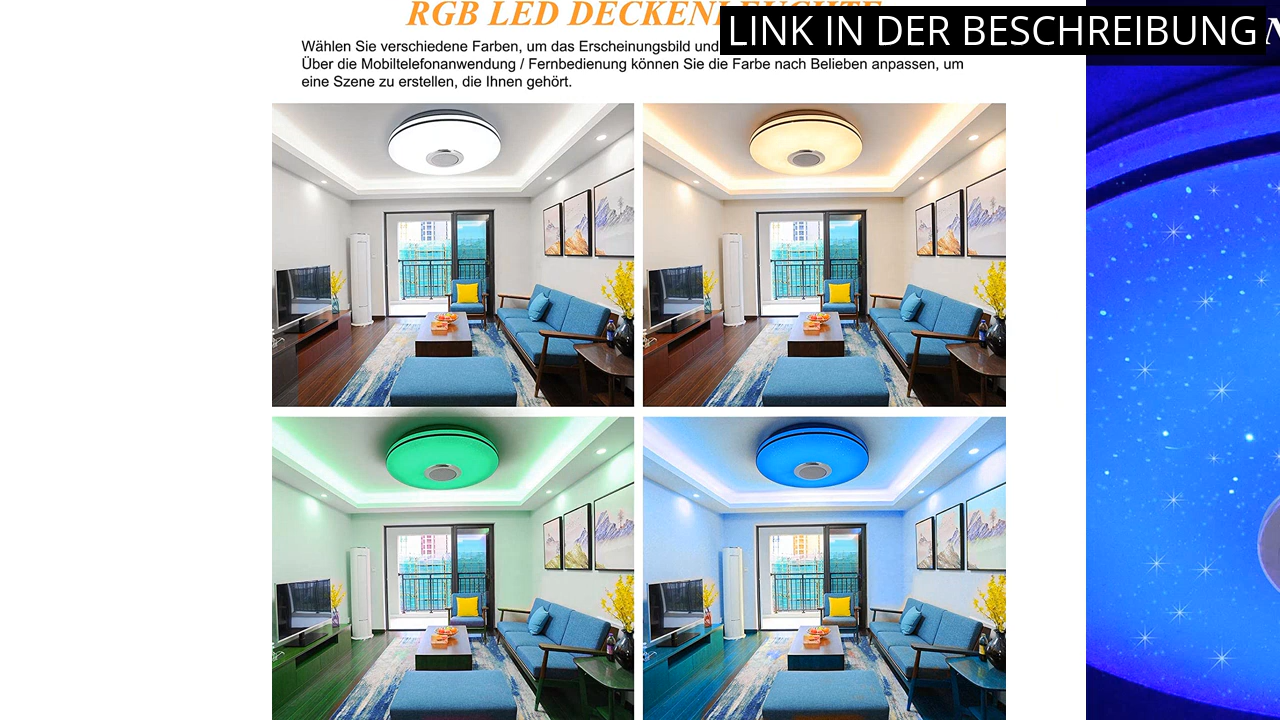 RGB LED DECKENLEUCHTE
LINK IN DER BESCHREIBUNG
Wählen Sie verschiedene Farben, um das Erscheinungsbild und
Über die Mobiltelefonanwendung / Fernbedienung können Sie die Farbe nach Belieben anpassen, um
eine Szene zu erstellen, die Ihnen gehört.